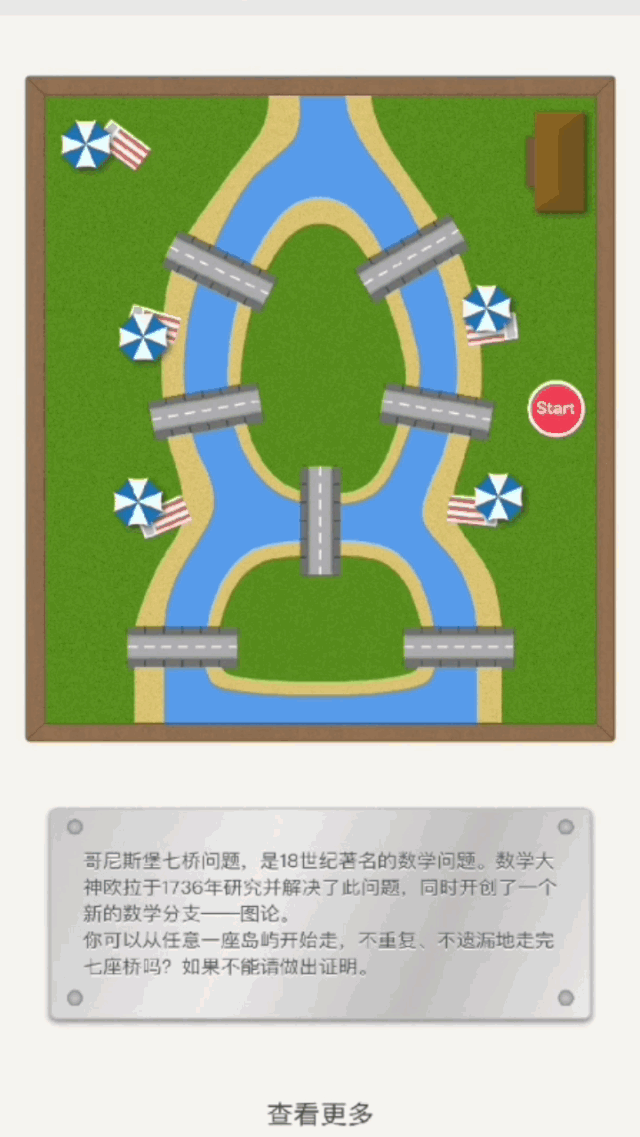 Start
哥尼斯堡七桥问题，是18世纪著名的数学问题。数学大
神欧拉于1736年研究并解决了此问题，同时开创了一个
新的数学分支——图论。
你可以从任意一座岛屿开始走，不重复、不遗漏地走完
七座桥吗？如果不能请做出证明。
查看更多